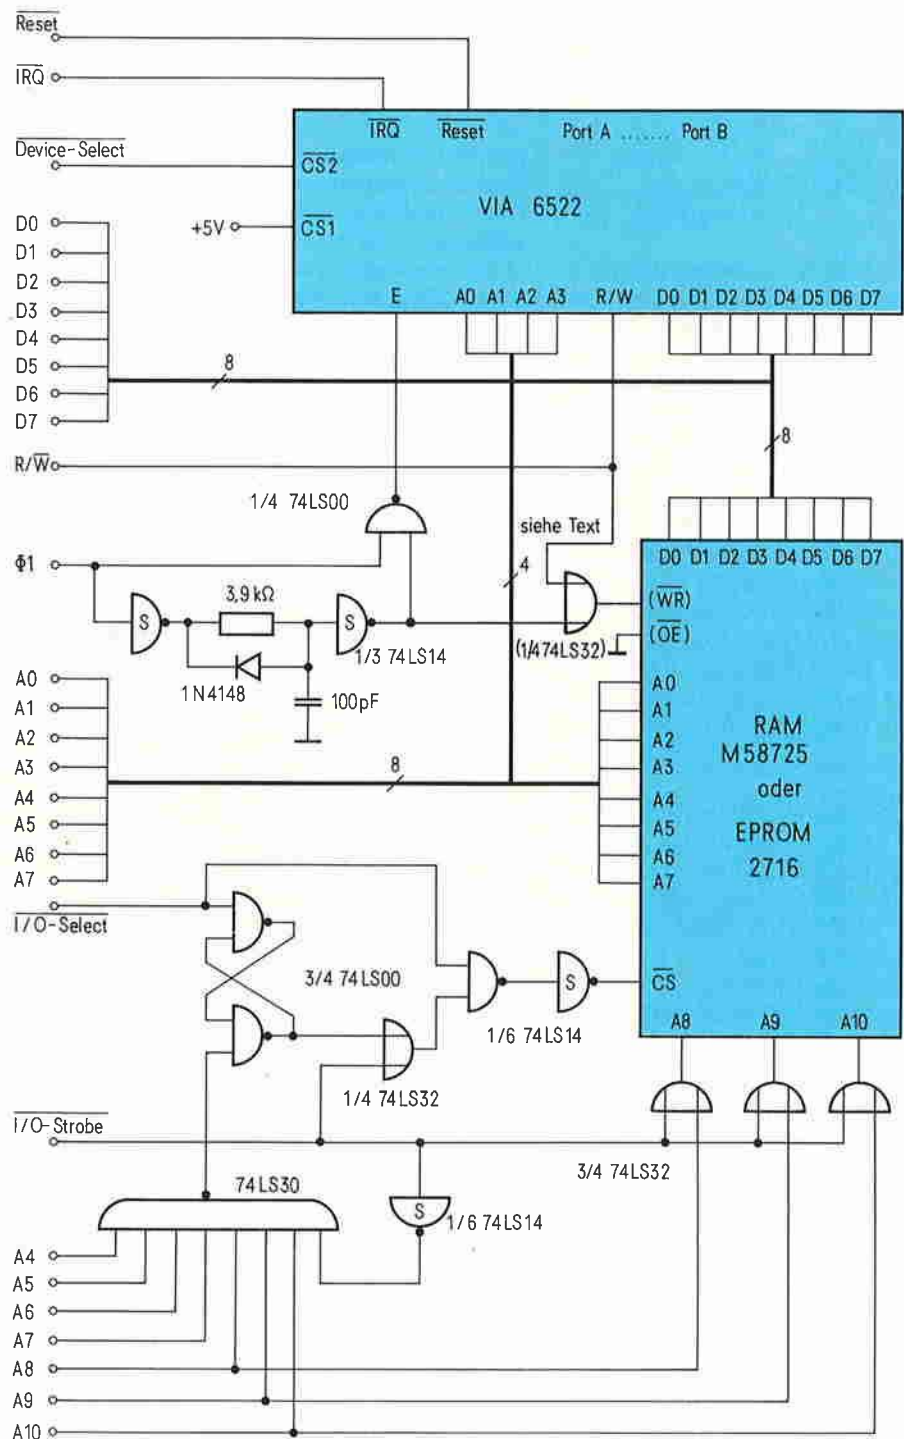 Reset
IRQ
Device-Select
IRQ Reset Port A ....... Port B
CS2
VIA 6522
+5V CS1
E A0 A1 A2 A3 R/W D0 D1 D2 D3 D4 D5 D6 D7
D0
D1
D2
D3
D4
D5
D6
D7
8
8
R/W
1/4 74LS00
siehe Text
4
Φ1
D0 D1 D2 D3 D4 D5 D6 D7
(WR)
(OE)
S
3,9 kΩ
S
1/3 74LS14
(1/474LS32)
1N4148
100pF
A0
A1
A2
A3
A4
A5
A6
A7
8
A0
A1
A2
A3
A4
A5
A6
A7
RAM
M58725
oder
EPROM
2716
I/O-Select
3/4 74LS00
S
CS
1/6 74LS14
A8 A9 A10
1/4 74LS32
I/O-Strobe
3/4 74LS32
74LS30
S
1/6 74LS14
A4
A5
A6
A7
A8
A9
A10